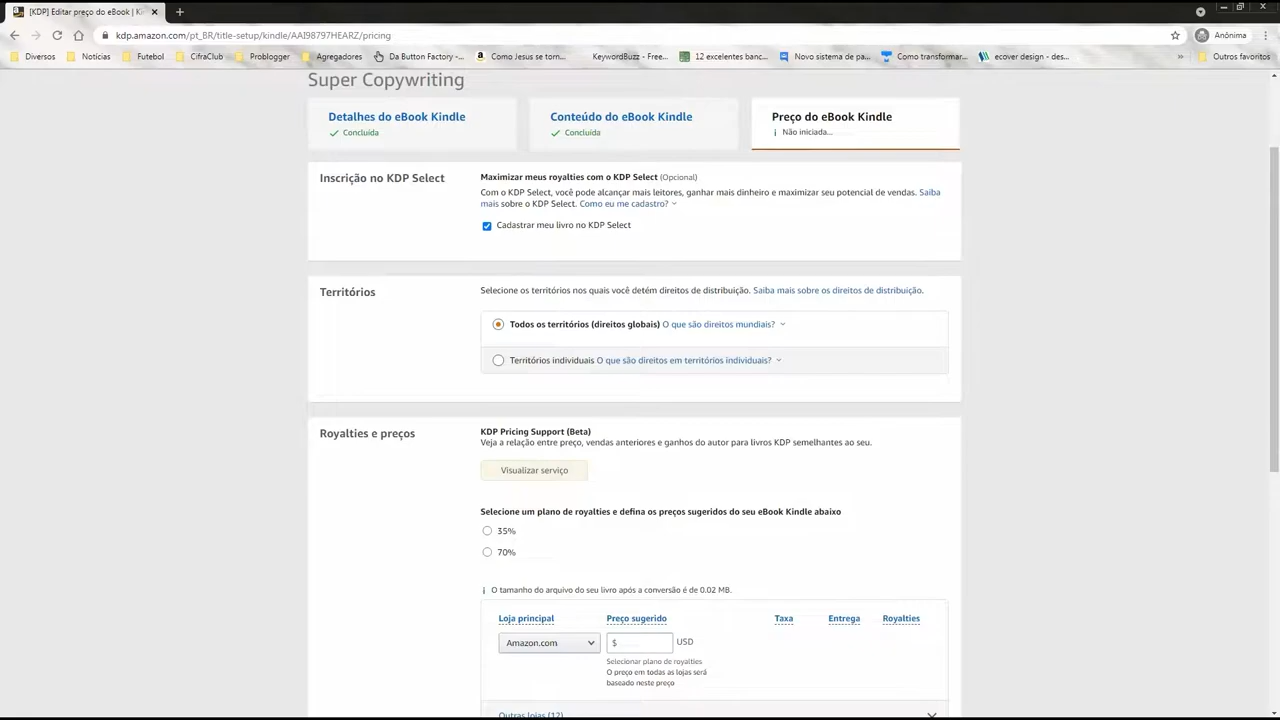 [KDP] Editar preço do eBook | Ki
kdp.amazon.com/pt_BR/title-setup/kindle/AAI98797HEARZ/pricing
Anônima
Diversos
Notícias
Futebol
CifraClub
Problogger
Agregadores
Da Button Factory -...
Como Jesus se torn...
KeywordBuzz - Free...
12 excelentes banc...
Novo sistema de pa...
Como transformar...
ecover design - des...
»
Outros favoritos
Super Copywriting
Detalhes do eBook Kindle
Concluída
Conteúdo do eBook Kindle
Concluída
Preço do eBook Kindle
Não iniciada...
Inscrição no KDP Select
Maximizar meus royalties com o KDP Select (Opcional)
Com o KDP Select, você pode alcançar mais leitores, ganhar mais dinheiro e maximizar seu potencial de vendas. Saiba
mais sobre o KDP Select. Como eu me cadastro?
Cadastrar meu livro no KDP Select
Territórios
Selecione os territórios nos quais você detém direitos de distribuição. Saiba mais sobre os direitos de distribuição.
Todos os territórios (direitos globais) O que são direitos mundiais?
Territórios individuais O que são direitos em territórios individuais?
Royalties e preços
KDP Pricing Support (Beta)
Veja a relação entre preço, vendas anteriores e ganhos do autor para livros KDP semelhantes ao seu.
Visualizar serviço
Selecione um plano de royalties e defina os preços sugeridos do seu eBook Kindle abaixo
35%
70%
O tamanho do arquivo do seu livro após a conversão é de 0.02 MB.
Loja principal Preço sugerido Taxa Entrega Royalties
Amazon.com $ USD
Selecionar plano de royalties
O preço em todas as lojas será
baseado neste preço
Outras lojas (12)